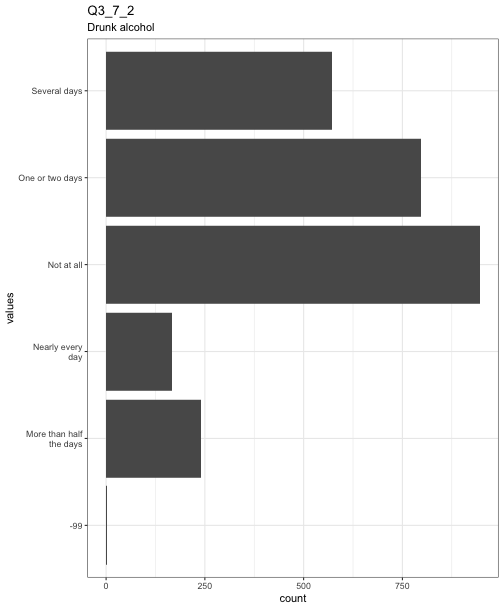 Q3_7_2
Drunk alcohol
Several days
One or two days
Not at all
Nearly every
day
More than half
the days
-99
values
0
250
500
750
count